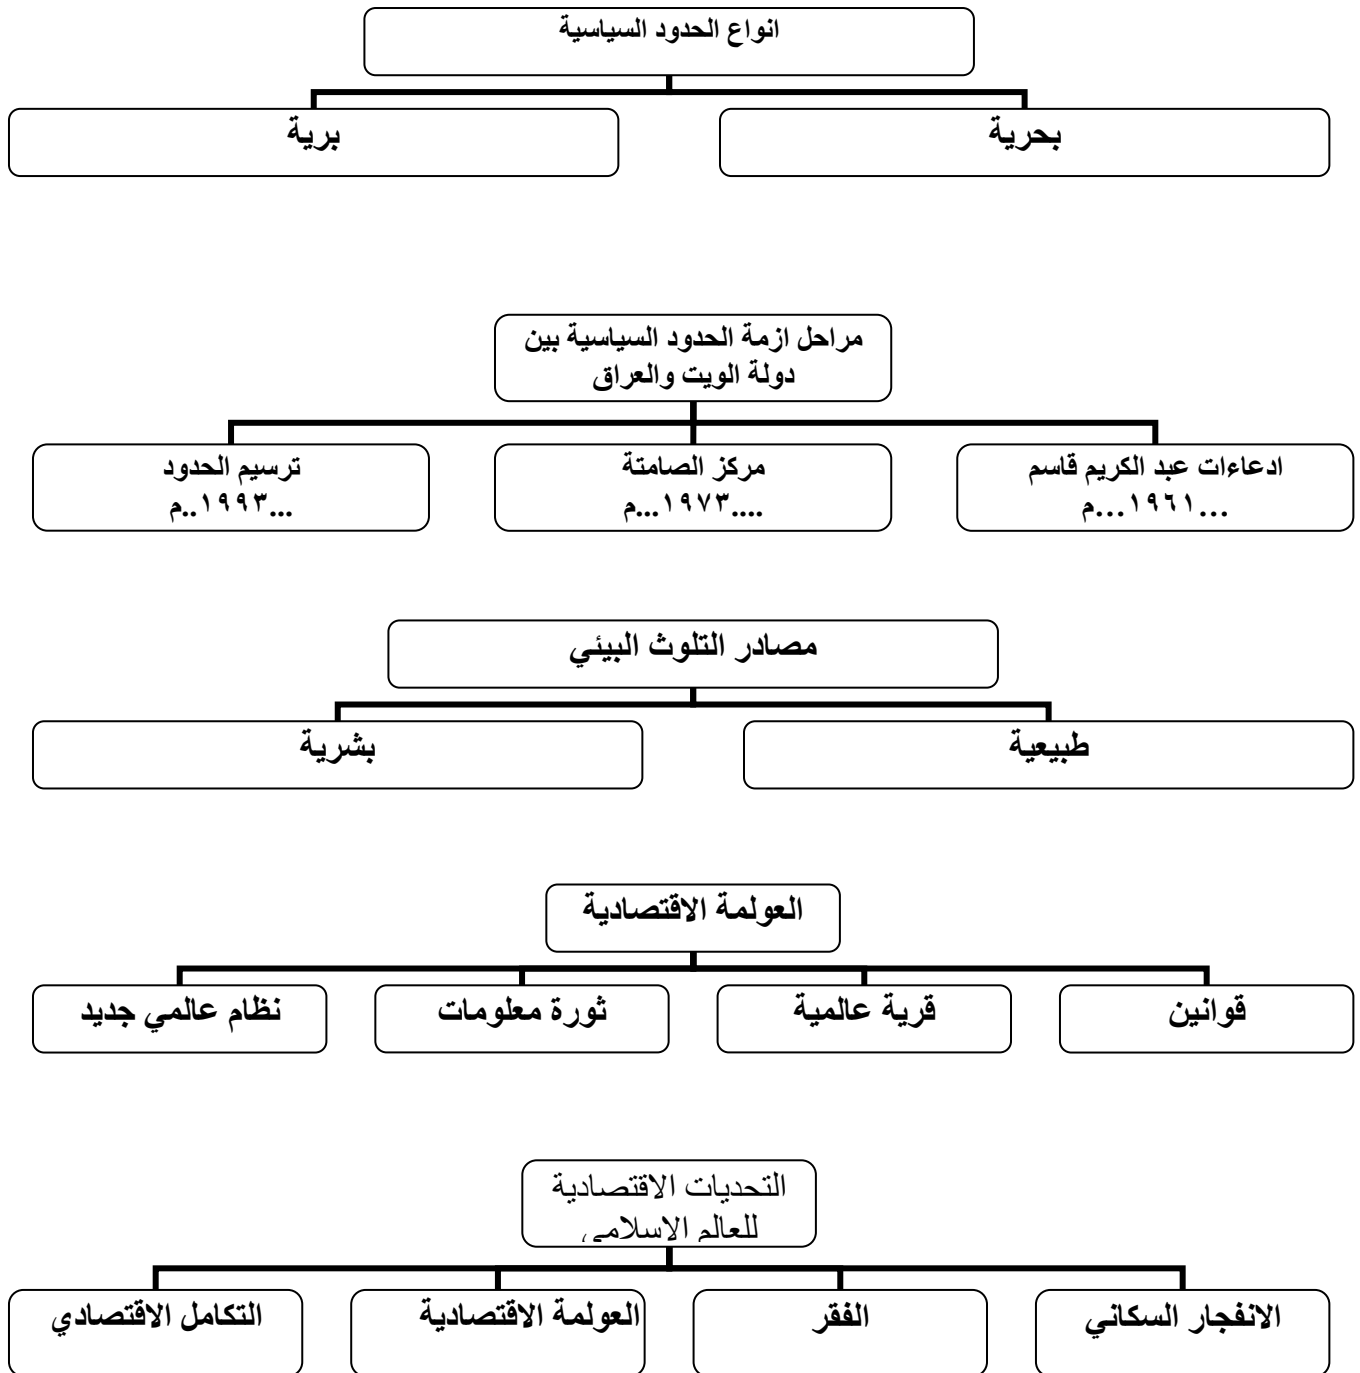 انواع الحدود السياسية
بحرية
برية
مراحل ازمة الحدود السياسية بين
دولة الويت والعراق
ادعاءات عبد الكريم قاسم
...١٩٦١...م
مركز الصامتة
....١٩٧٣...م
ترسيم الحدود
...١٩٩٣..م
مصادر التلوث البيئي
طبيعية
بشرية
العولمة الاقتصادية
قوانين
قرية عالمية
ثورة معلومات
نظام عالمي جديد
التحديات الاقتصادية
للعالم الاسلامي
الانفجار السكاني
الفقر
العولمة الاقتصادية
التكامل الاقتصادي